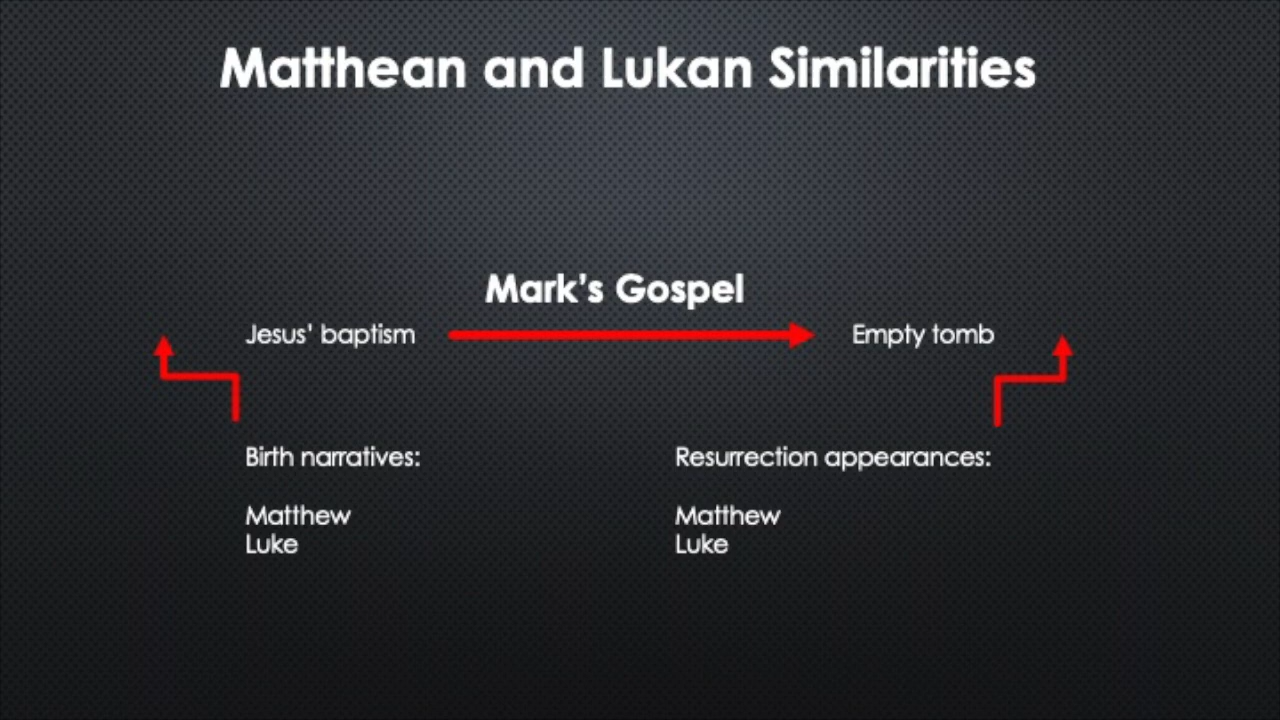 Matthean and Lukan Similarities
Mark's Gospel
Jesus' baptism
Empty tomb
Birth narratives:
Matthew
Luke
Resurrection appearances:
Matthew
Luke